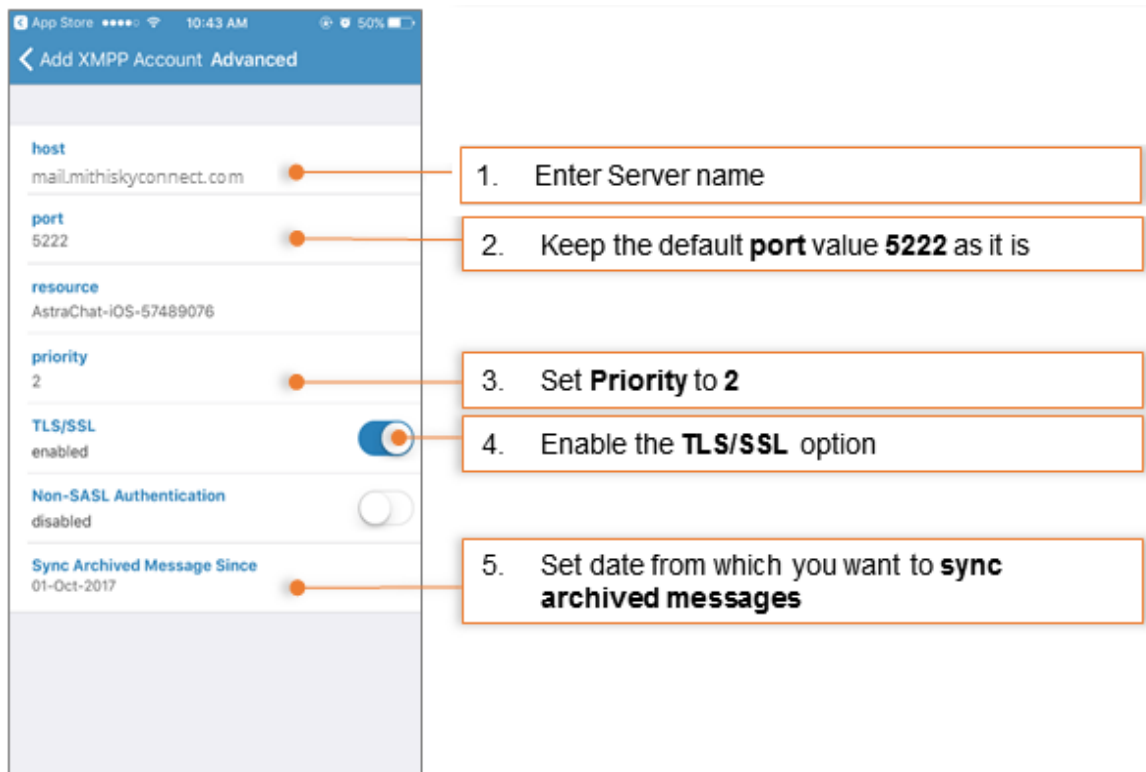 App Store 10:43 AM 50%
Add XMPP Account Advanced
host
mail.mithiskyconnect.com
1. Enter Server name
port
5222
2. Keep the default port value 5222 as it is
resource
AstraChat-iOS-57489076
priority
2
3. Set Priority to 2
TLS/SSL
enabled
4. Enable the TLS/SSL option
Non-SASL Authentication
disabled
Sync Archived Message Since
01-Oct-2017
5. Set date from which you want to sync
archived messages